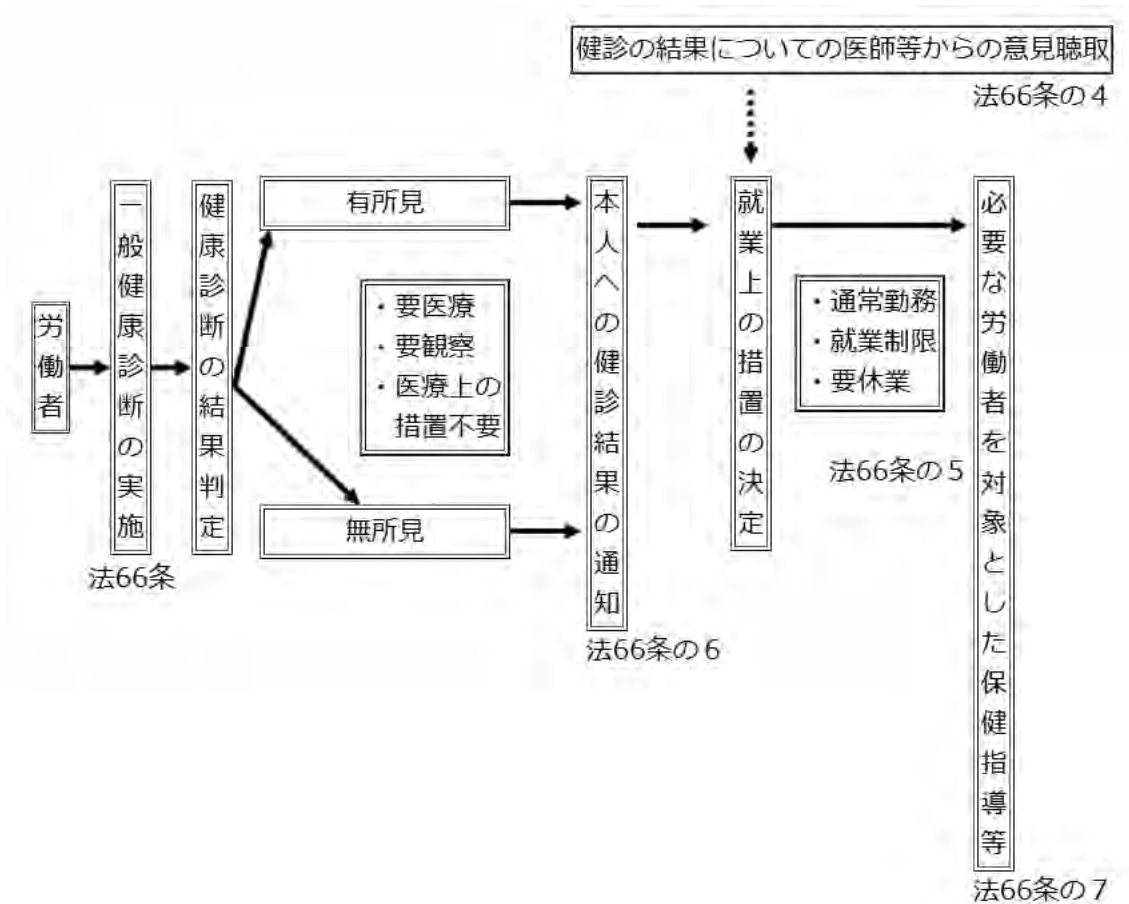 健診の結果についての医師等からの意見聴取
法66条の4
労働者
一般健康診断の実施
法66条
健康診断の結果判定
有所見
・要医療
・要観察
・医療上の
措置不要
無所見
本人への健診結果の通知
法66条の6
就業上の措置の決定
・通常勤務
・就業制限
・要休業
法66条の5
必要な労働者を対象とした保健指導等
法66条の7